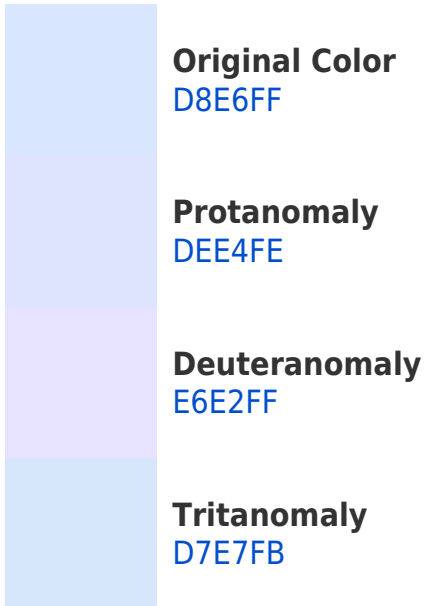 Original Color
D8E6FF
Protanomaly
DEE4FE
Deuteranomaly
E6E2FF
Tritanomaly
D7E7FB